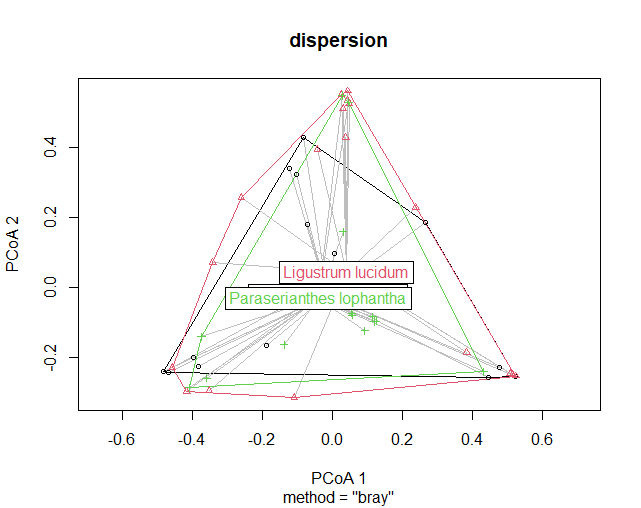 dispersion
PCoA 2
0.4
0.2
0.0
-0.2
Ligustrum lucidum
Paraserianthes lophantha
-0.6
-0.4
-0.2
0.0
0.2
0.4
0.6
PCoA 1
method = "bray"